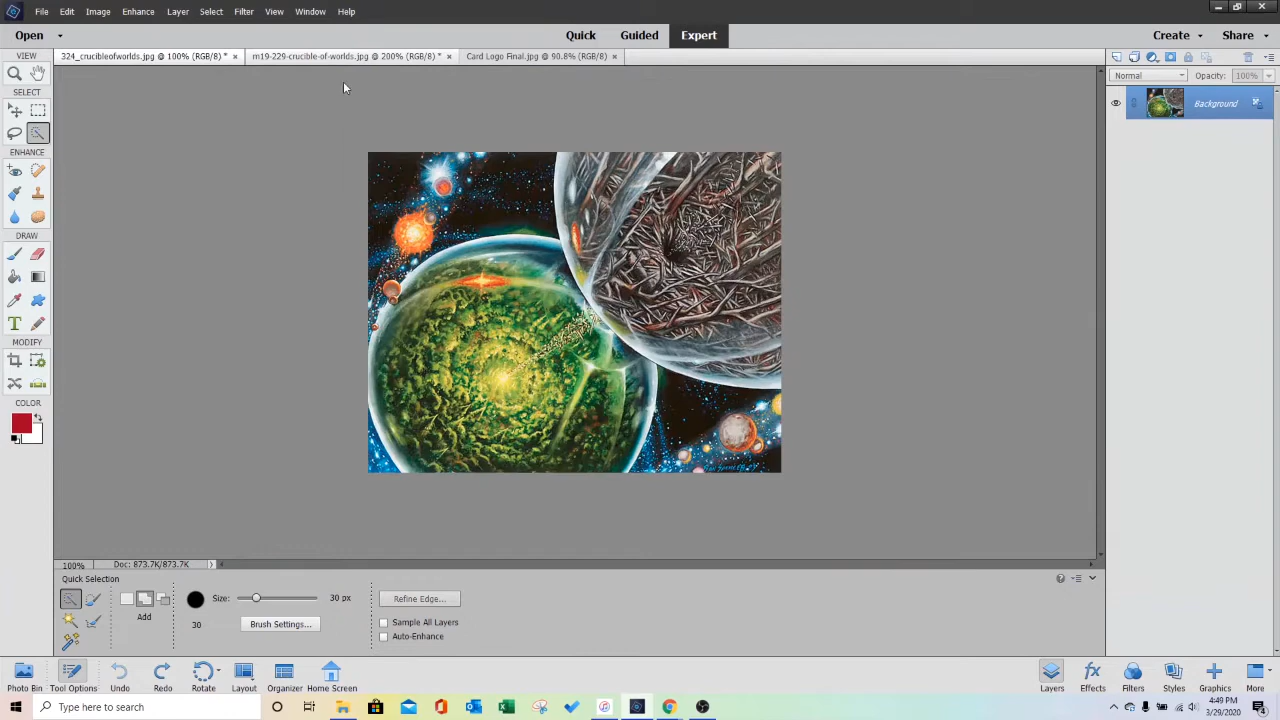 File Edit Image Enhance Layer Select Filter View Window Help
Open Quick Guided Expert Create Share
VIEW 324_crucibleofworlds.jpg @ 100% (RGB/8) * × m19-229-crucible-of-worlds.jpg @ 200% (RGB/8) * × Card Logo Final.jpg @ 90.8% (RGB/8) ×
Normal Opacity: 100%
SELECT
Background
ENHANCE
DRAW
MODIFY
COLOR
100% Doc: 873.7K/873.7K
Quick Selection
Size: 30 px Refine Edge...
Add
30 Brush Settings...
Sample All Layers
Auto-Enhance
Photo Bin Tool Options Undo Redo Rotate Layout Organizer Home Screen Layers Effects Filters Styles Graphics More
Type here to search
4:49 PM
3/29/2020
4